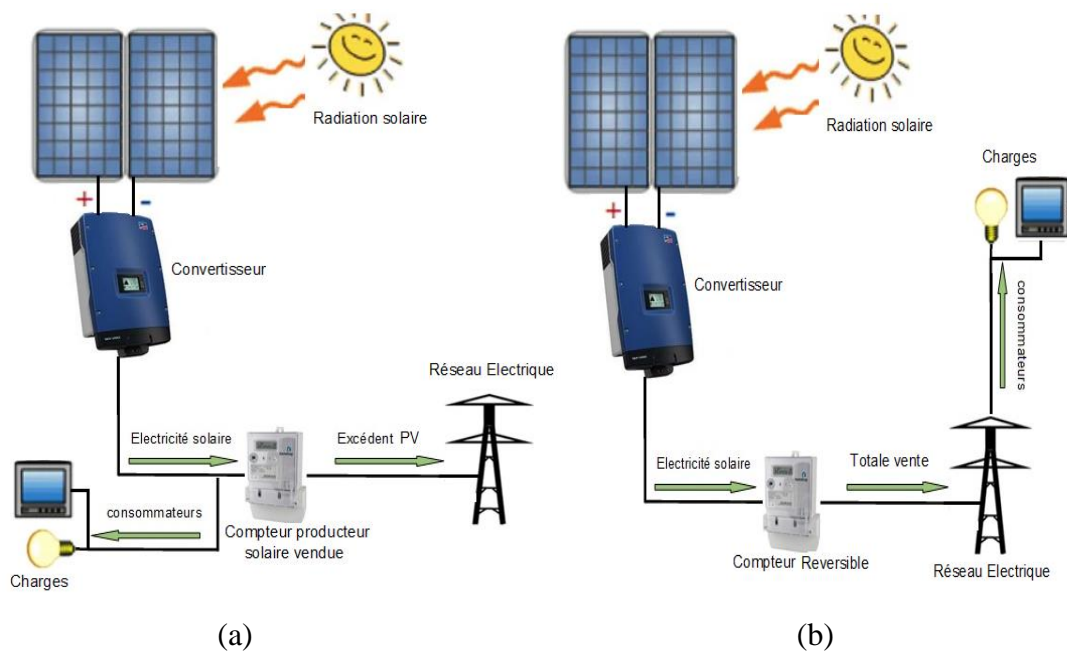 Radiation solaire
+ -
Convertisseur
Réseau Electrique
Electricité solaire
Excédent PV
consommateurs
Compteur producteur
solaire vendue
Charges
(a)
Radiation solaire
Charges
+ -
Convertisseur
consommateurs
Electricité solaire
Totale vente
Compteur Reversible
Réseau Electrique
(b)